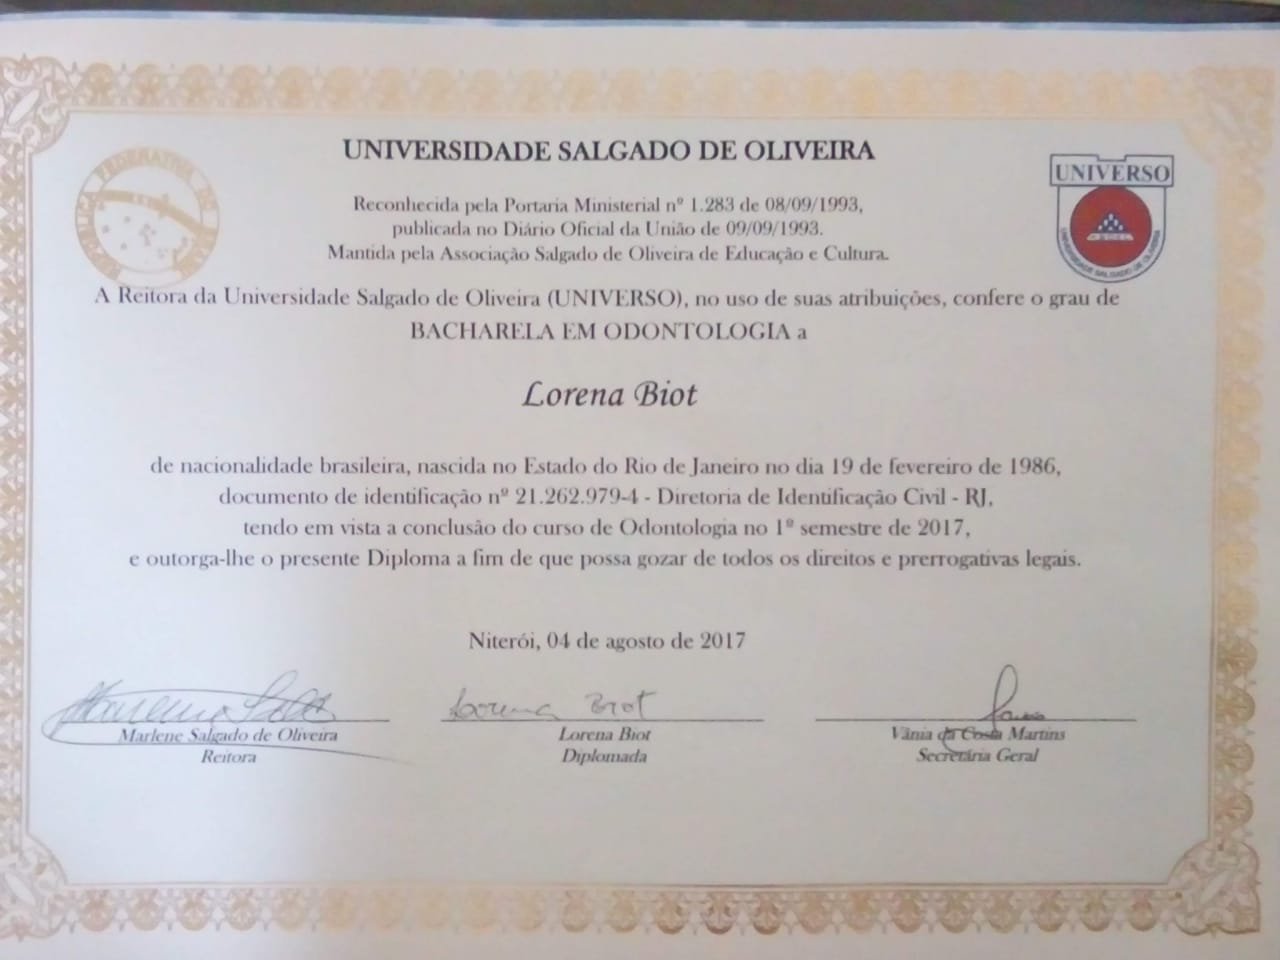 UNIVERSIDADE SALGADO DE OLIVEIRA
Reconhecida pela Portaria Ministerial nº 1.283 de 08/09/1993,
publicada no Diário Oficial da União de 09/09/1993.
Mantida pela Associação Salgado de Oliveira de Educação e Cultura.
UNIVERSO
UNIVERSIDADE SALGADO DE OLIVEIRA
A Reitora da Universidade Salgado de Oliveira (UNIVERSO), no uso de suas atribuições, confere o grau de
BACHARELA EM ODONTOLOGIA a
Lorena Biot
de nacionalidade brasileira, nascida no Estado do Rio de Janeiro no dia 19 de fevereiro de 1986,
documento de identificação nº 21.262.979-4 - Diretoria de Identificação Civil - RJ,
tendo em vista a conclusão do curso de Odontologia no 1º semestre de 2017,
e outorga-lhe o presente Diploma a fim de que possa gozar de todos os direitos e prerrogativas legais.
Niterói, 04 de agosto de 2017
Lorena Biot
Marlene Salgado de Oliveira
Reitora
Lorena Biot
Diplomada
Vânia da Costa Martins
Secretária Geral